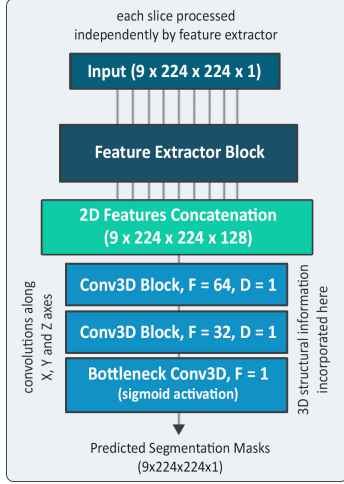 each slice processed
independently by feature extractor
Input (9 x 224 x 224 x 1)
Feature Extractor Block
2D Features Concatenation
(9 x 224 x 224 x 128)
convolutions along
X, Y and Z axes
Conv3D Block, F = 64, D = 1
Conv3D Block, F = 32, D = 1
Bottleneck Conv3D, F = 1
(sigmoid activation)
3D structural information
incorporated here
Predicted Segmentation Masks
(9x224x224x1)